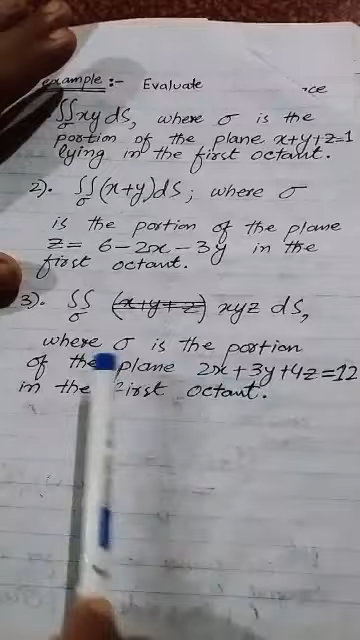 example :- Evaluate ce
∬σ xy ds, where σ is the
portion of the plane x+y+z=1
lying in the first octant.
2). ∬σ (x+y)ds; where σ
is the portion of the plane
z = 6-2x-3y in the
first octant.
3). ∬σ (x+y+z) xyz ds,
where σ is the portion
of the plane 2x+3y+4z=12
in the first octant.